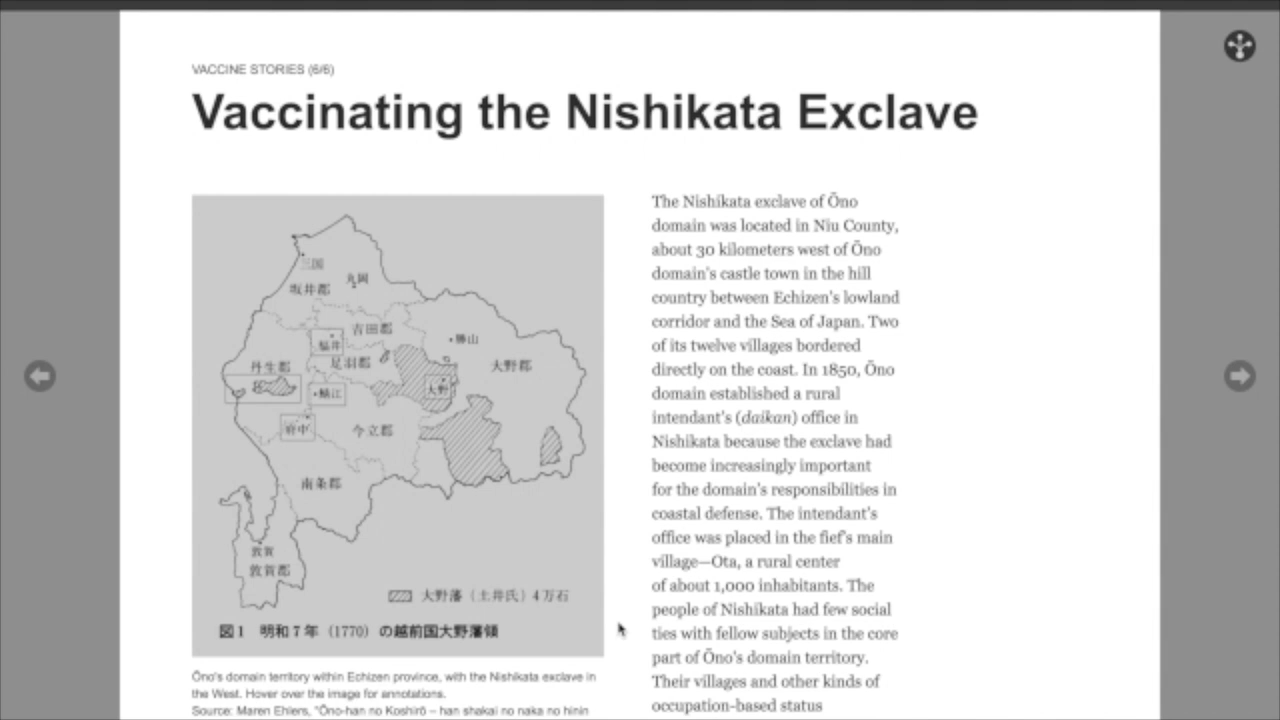 VACCINE STORIES (6/6)
Vaccinating the Nishikata Exclave
三国
丸岡
坂井郡
吉田郡
福井
勝山
足羽郡
丹生郡
大野郡
大野
鯖江
府中
今立郡
南条郡
敦賀
敦賀郡
大野藩（土井氏）4万石
図1 明和7年（1770）の越前国大野藩領
Ōno's domain territory within Echizen province, with the Nishikata exclave in
the West. Hover over the image for annotations.
Source: Maren Ehlers, "Ōno-han no Koshirō – han shakai no naka no hinin
The Nishikata exclave of Ōno
domain was located in Niu County,
about 30 kilometers west of Ōno
domain's castle town in the hill
country between Echizen's lowland
corridor and the Sea of Japan. Two
of its twelve villages bordered
directly on the coast. In 1850, Ōno
domain established a rural
intendant's (daikan) office in
Nishikata because the exclave had
become increasingly important
for the domain's responsibilities in
coastal defense. The intendant's
office was placed in the fief's main
village—Ota, a rural center
of about 1,000 inhabitants. The
people of Nishikata had few social
ties with fellow subjects in the core
part of Ōno's domain territory.
Their villages and other kinds of
occupation-based status